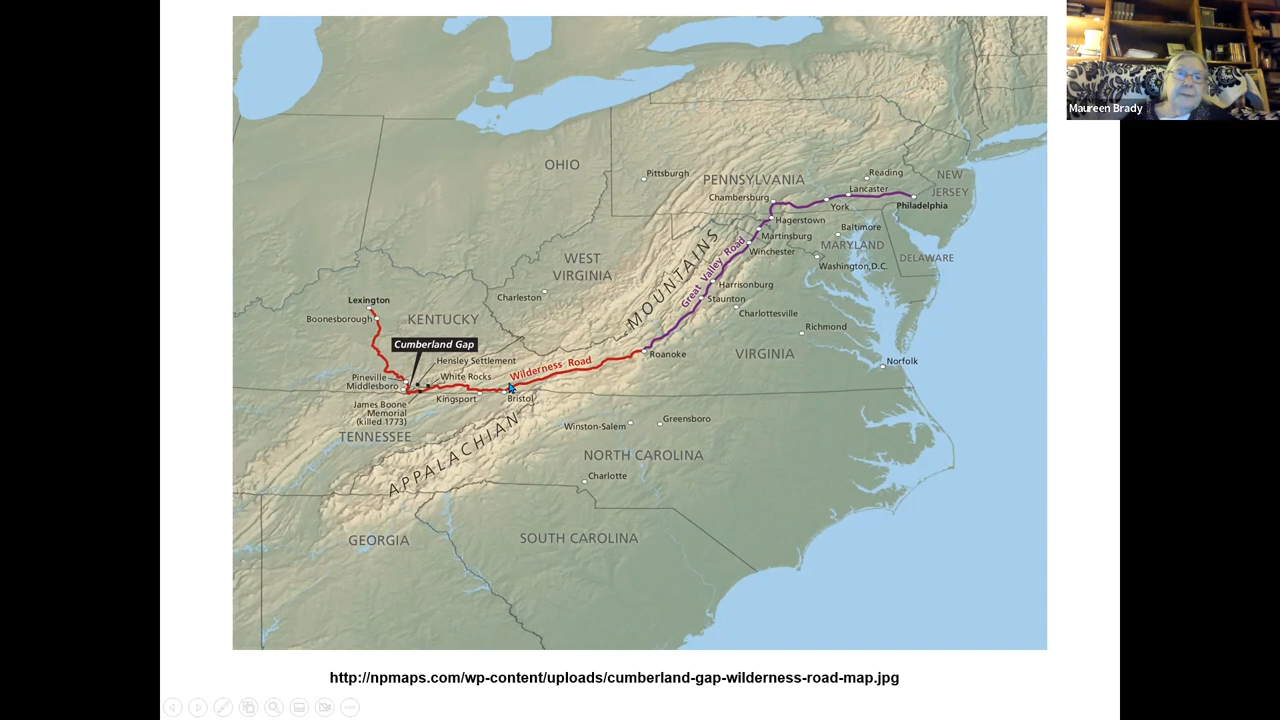 Maureen Brady
OHIO
Pittsburgh
PENNSYLVANIA
Reading
NEW
JERSEY
Lancaster
Chambersburg
York
Philadelphia
Hagerstown
Baltimore
Martinsburg
MARYLAND
Winchester
DELAWARE
Washington,D.C.
WEST
VIRGINIA
MOUNTAINS
Great Valley Road
Harrisonburg
Charleston
Staunton
Charlottesville
Lexington
Boonesborough
KENTUCKY
Richmond
Cumberland Gap
Hensley Settlement
Wilderness Road
Roanoke
VIRGINIA
Norfolk
Pineville
White Rocks
Middlesboro
Kingsport
Bristol
James Boone
Memorial
(killed 1773)
TENNESSEE
APPALACHIAN
Winston-Salem
Greensboro
NORTH CAROLINA
Charlotte
GEORGIA
SOUTH CAROLINA
http://npmaps.com/wp-content/uploads/cumberland-gap-wilderness-road-map.jpg